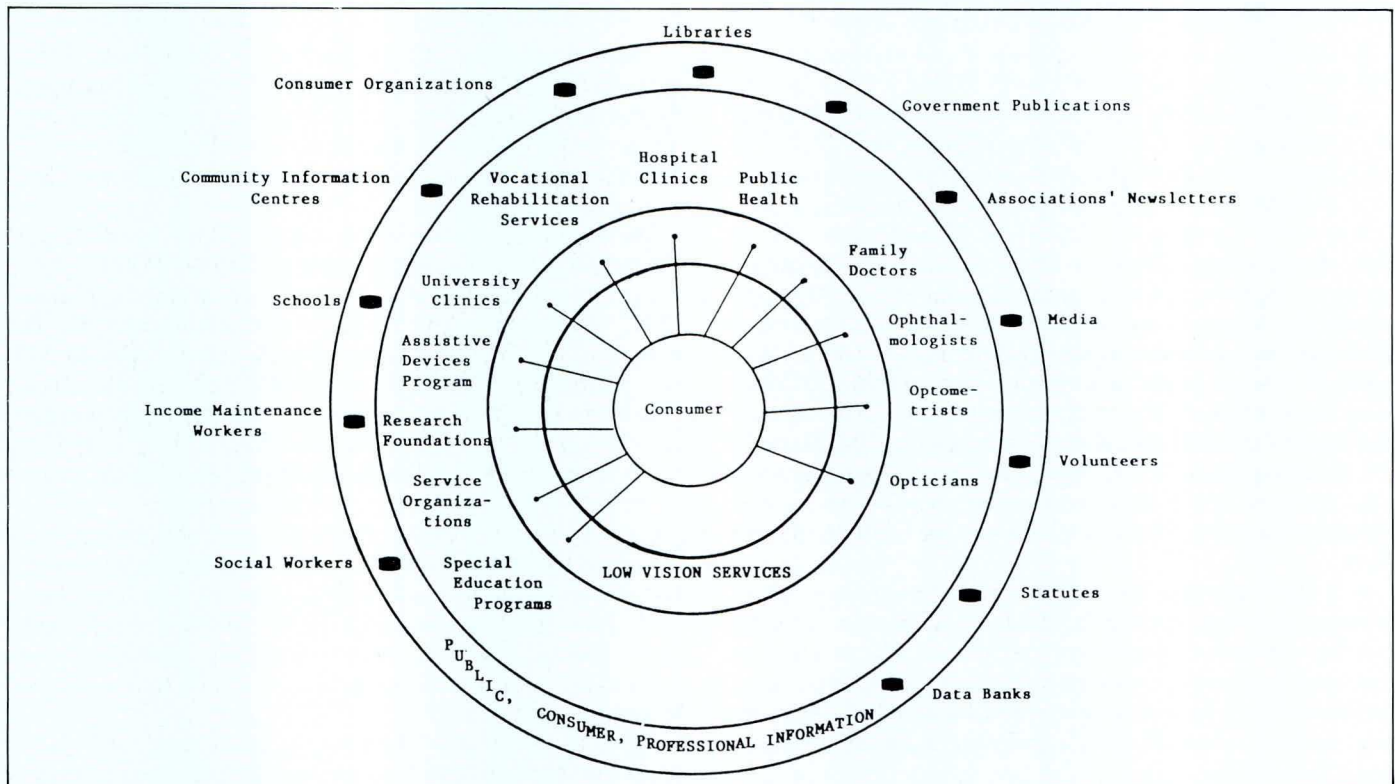 Libraries
Consumer Organizations
Government Publications
Community Information
Centres
Associations' Newsletters
Schools
Media
Income Maintenance
Workers
Volunteers
Social Workers
Statutes
Data Banks
Hospital
Clinics
Public
Health
Vocational
Rehabilitation
Services
Family
Doctors
University
Clinics
Ophthal-
mologists
Assistive
Devices
Program
Optome-
trists
Research
Foundations
Opticians
Service
Organiza-
tions
Special
Education
Programs
Consumer
LOW VISION SERVICES
PUBLIC, CONSUMER, PROFESSIONAL INFORMATION